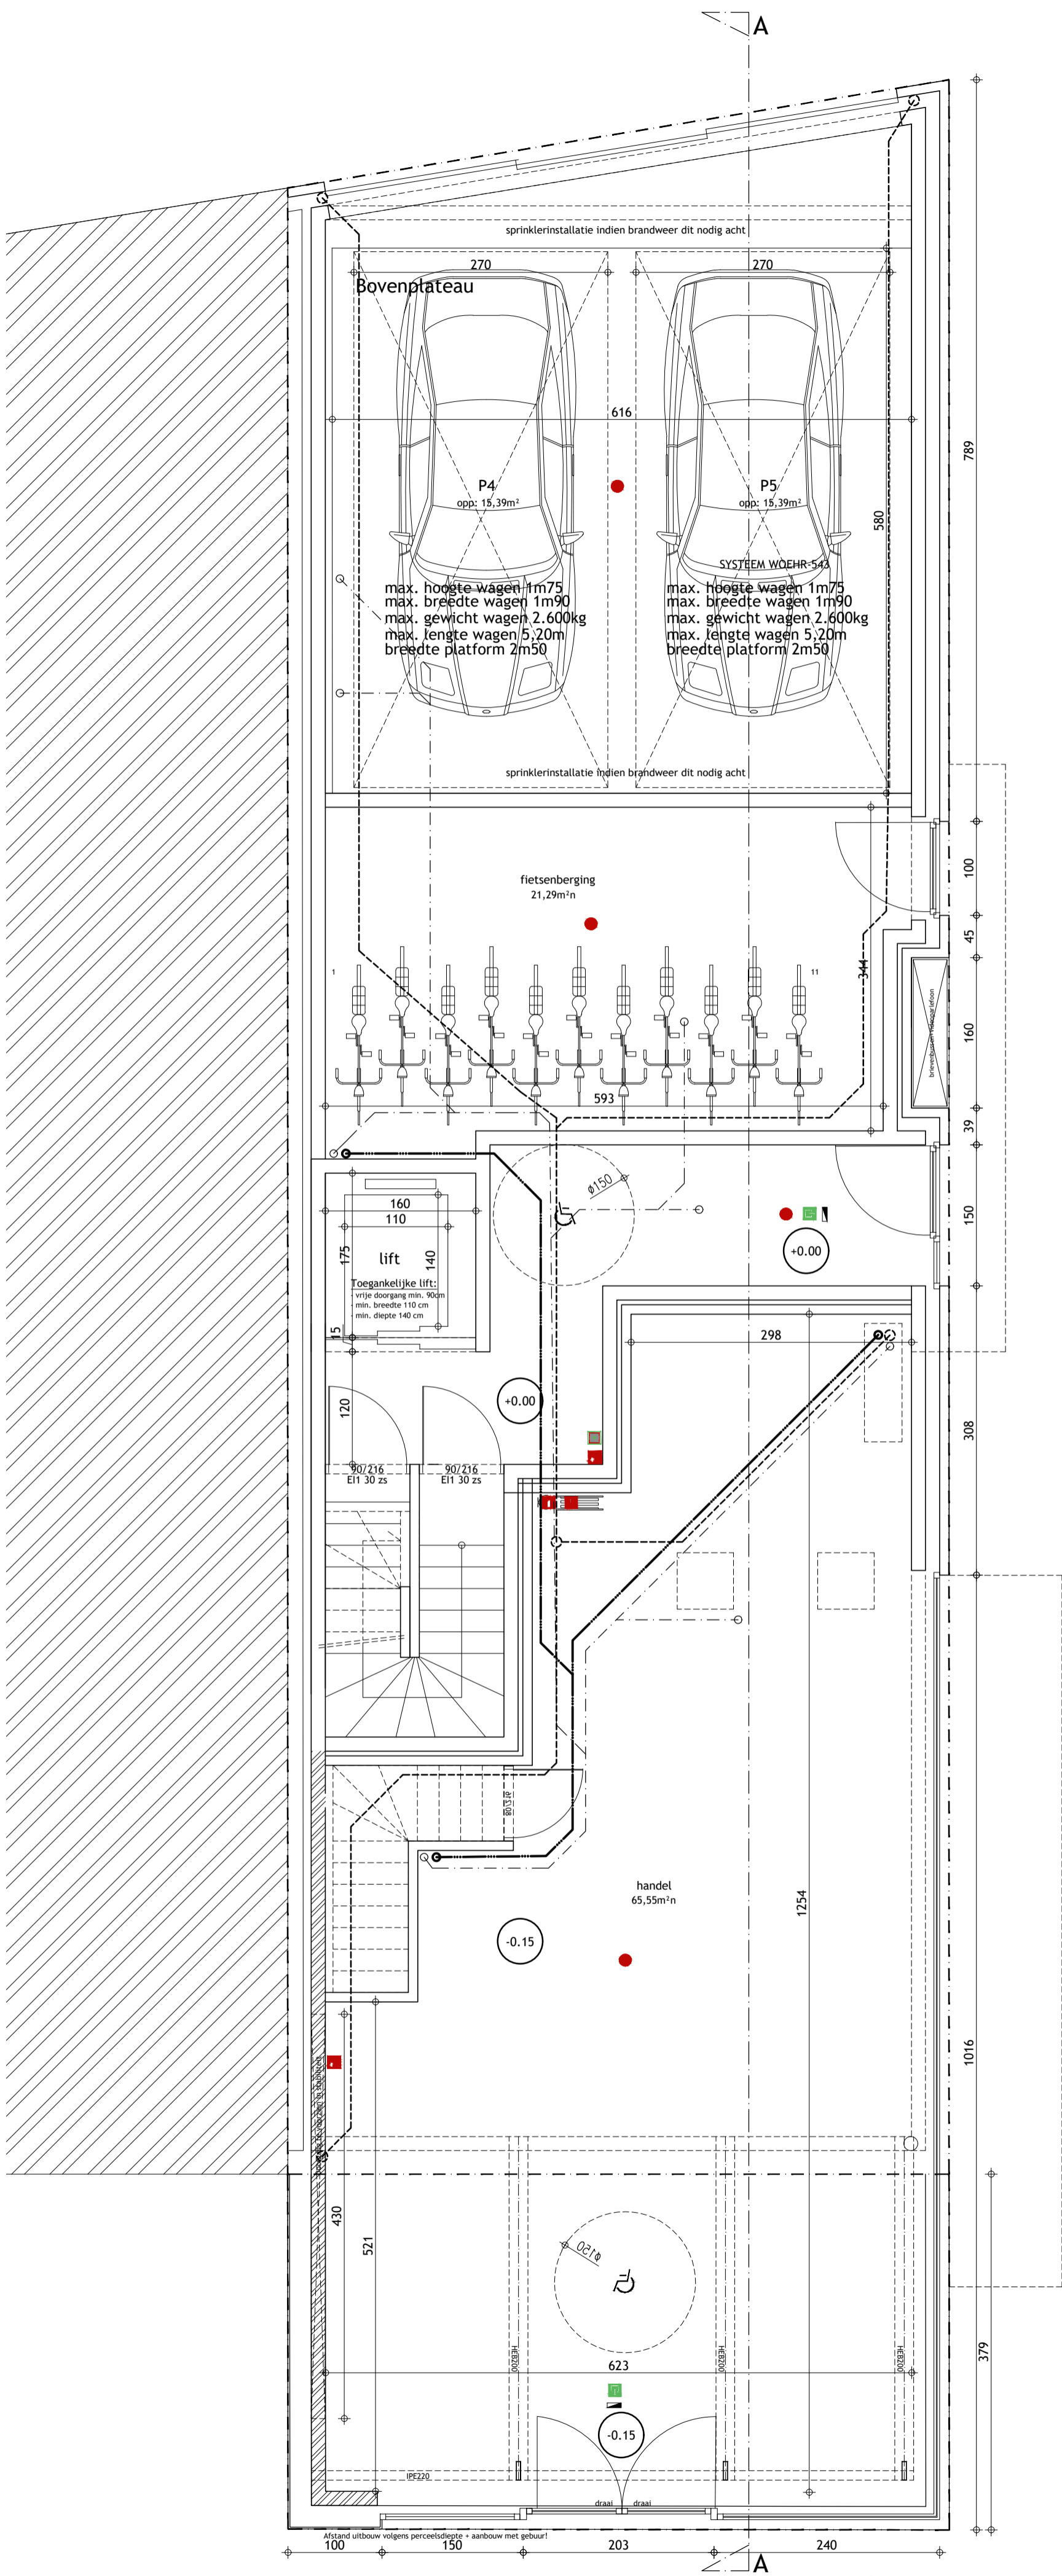 A
sprinklerinstallatie indien brandweer dit nodig acht
270
270
Bovenplateau
616
789
P4
opp: 15,39m²
P5
opp: 15,39m²
580
SYSTEEM WOEHR-543
max. hoogte wagen 1m75
max. breedte wagen 1m90
max. gewicht wagen 2.600kg
max. lengte wagen 5,20m
breedte platform 2m50
max. hoogte wagen 1m75
max. breedte wagen 1m90
max. gewicht wagen 2.600kg
max. lengte wagen 5,20m
breedte platform 2m50
sprinklerinstallatie indien brandweer dit nodig acht
100
fietsenberging
21,29m²n
45
1
11
344
160
593
39
ø150
160
110
150
+0.00
175
lift
140
Toegankelijke lift:
- vrije doorgang min. 90cm
- min. breedte 110 cm
- min. diepte 140 cm
15
298
120
+0.00
308
90/216
EI1 30 zs
90/216
EI1 30 zs
handel
65,55m²n
1254
-0.15
1016
430
521
ø150
379
HEB200
HEB200
HEB200
623
-0.15
IPE220
draai
draai
Afstand uitbouw volgens perceelsdiepte + aanbouw met gebuur!
100
150
203
240
A